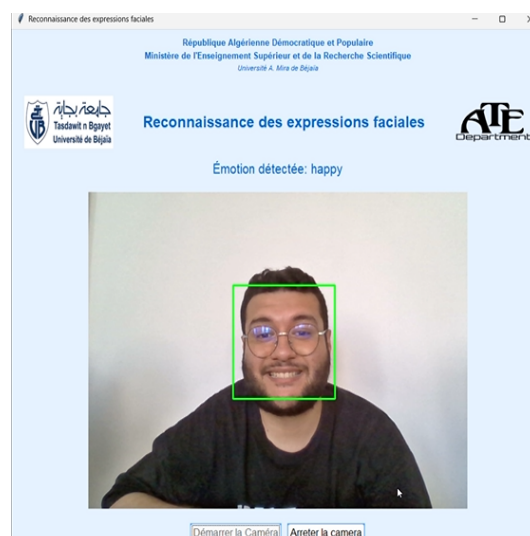 Reconnaissance des expressions faciales
République Algérienne Démocratique et Populaire
Ministère de l'Enseignement Supérieur et de la Recherche Scientifique
Université A. Mira de Béjaïa
جامعة بجاية
Tasdawit n Bgayet
Université de Béjaïa
Reconnaissance des expressions faciales
ATE
Department
Émotion détectée: happy
Démarrer la Caméra
Arreter la camera